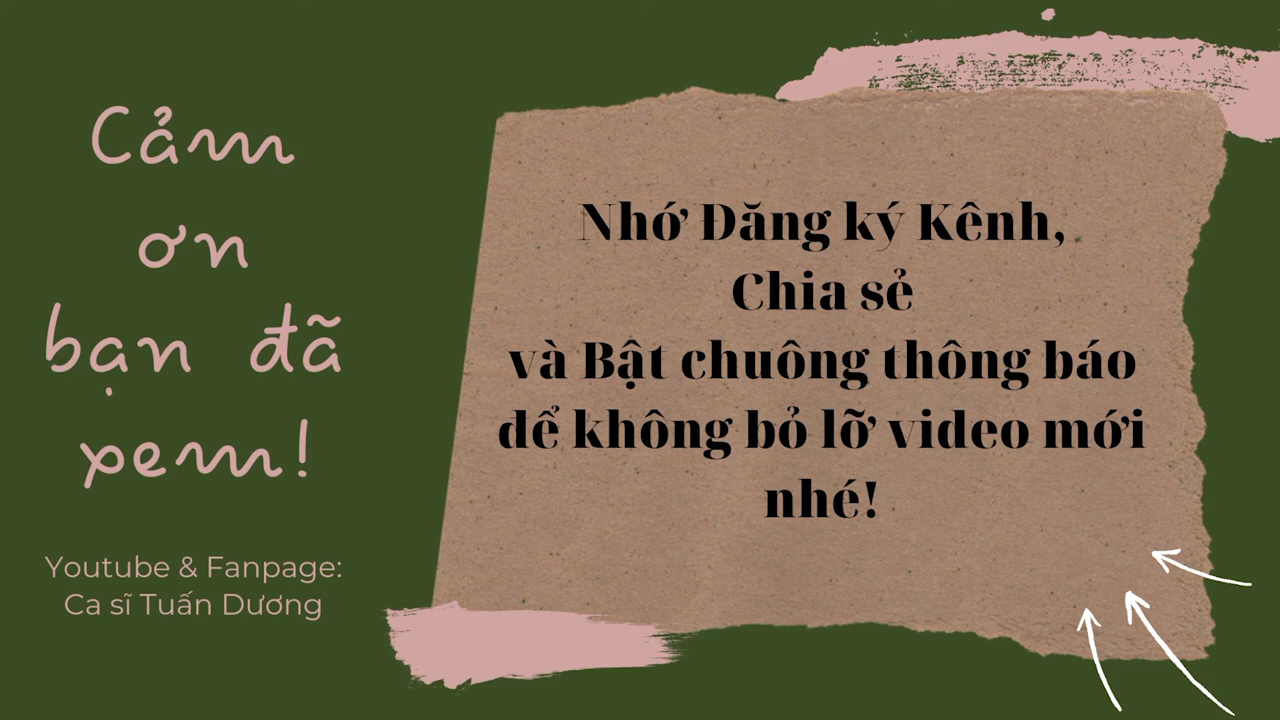 Cảm
ơn
bạn đã
xem!
Youtube & Fanpage:
Ca sĩ Tuấn Dương
Nhớ Đăng ký Kênh,
Chia sẻ
và Bật chuông thông báo
để không bỏ lỡ video mới
nhé!